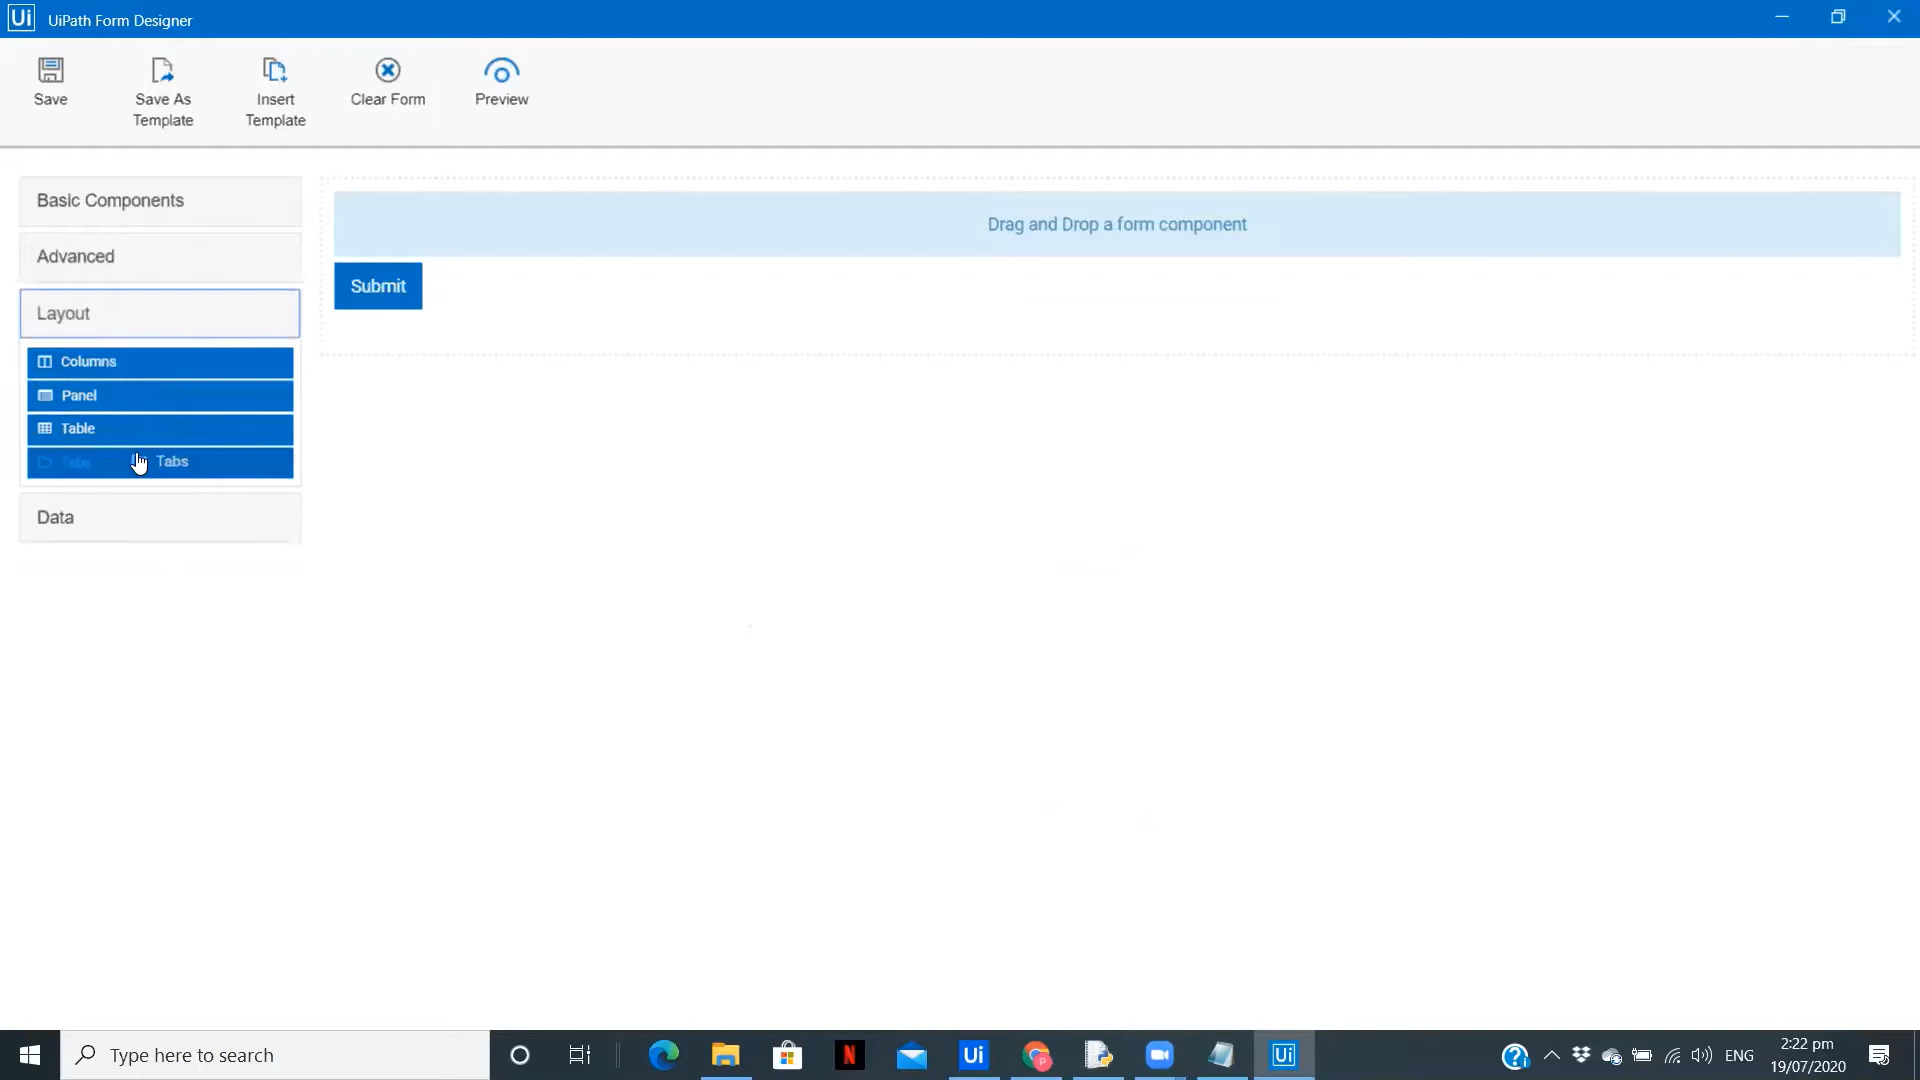 Ui UiPath Form Designer
Save
Save As
Template
Insert
Template
Clear Form
Preview
Basic Components
Advanced
Layout
Columns
Panel
Table
Tabs
Tabs
Data
Drag and Drop a form component
Submit
Type here to search
N
Ui
P
Ui
ENG
2:22 pm
19/07/2020